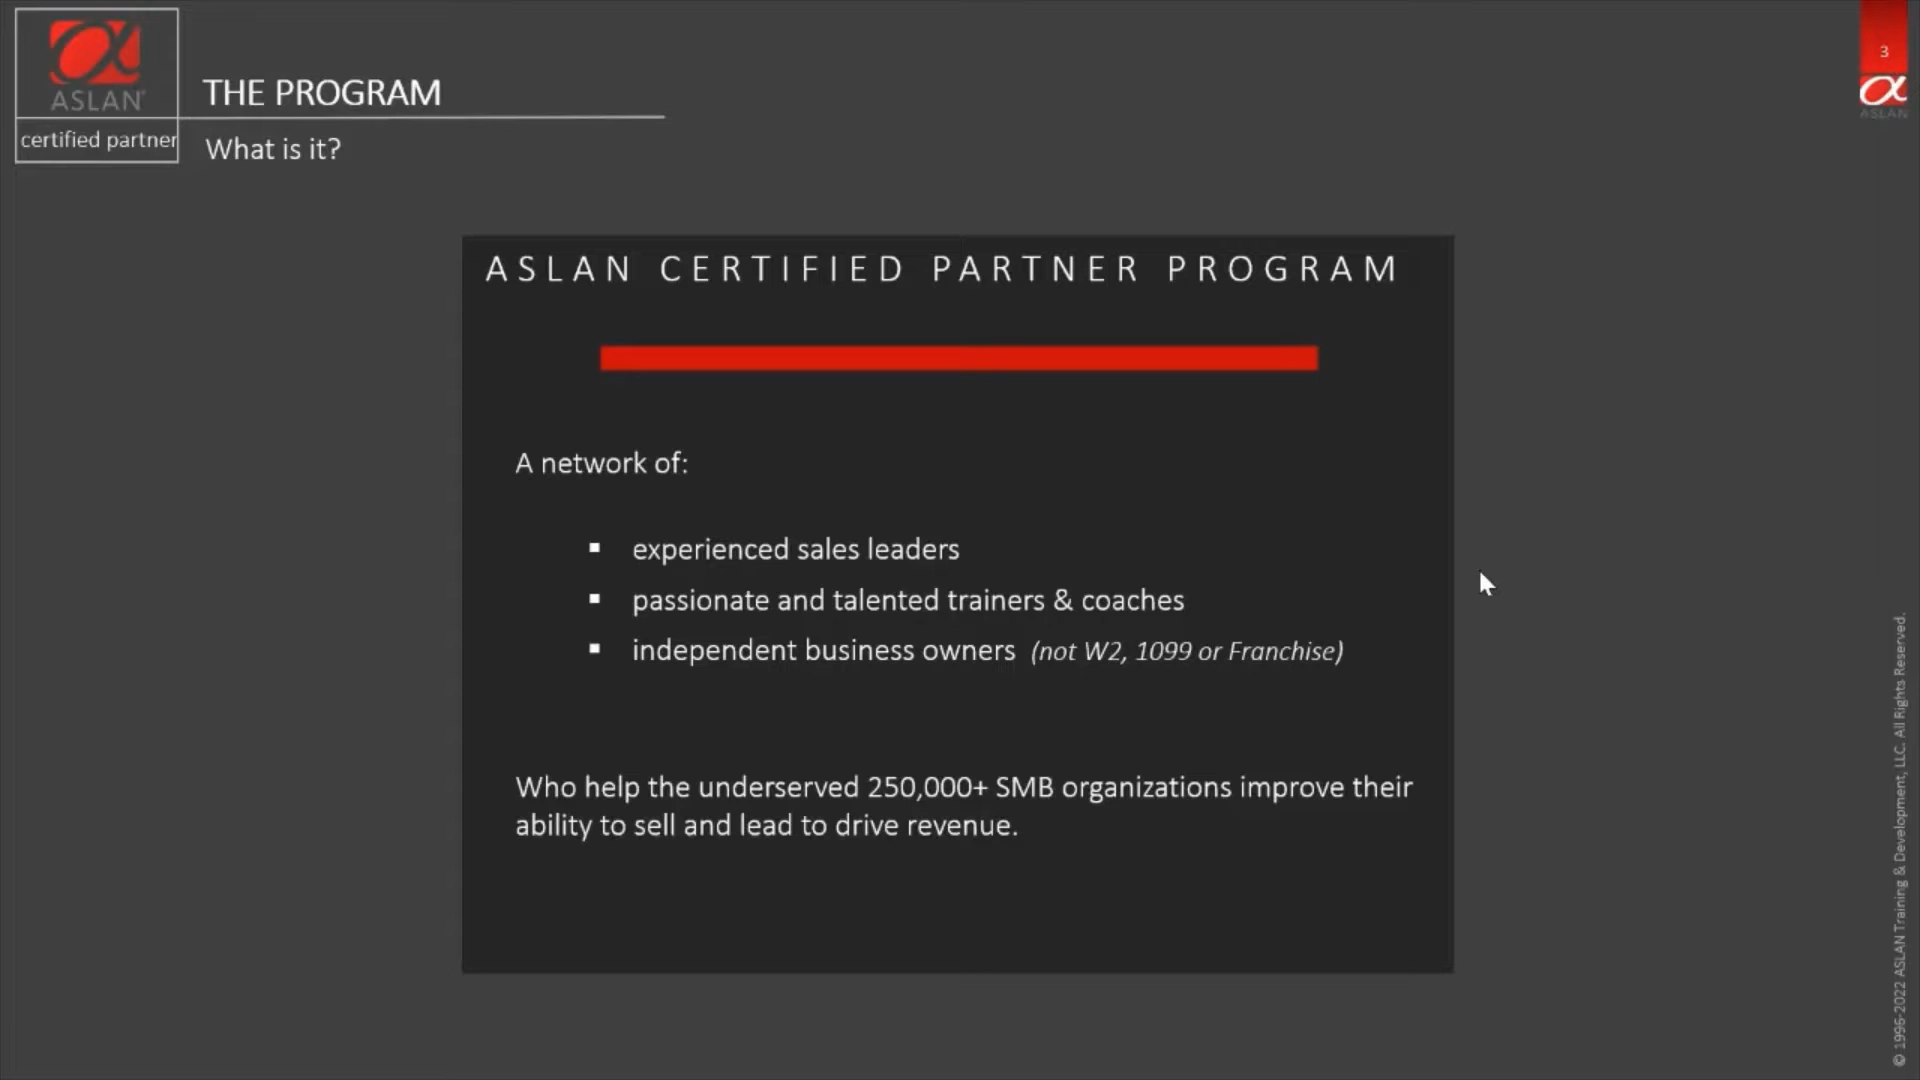 ASLAN
certified partner
THE PROGRAM
What is it?
3
ASLAN
ASLAN CERTIFIED PARTNER PROGRAM
A network of:
▪ experienced sales leaders
▪ passionate and talented trainers & coaches
▪ independent business owners (not W2, 1099 or Franchise)
Who help the underserved 250,000+ SMB organizations improve their
ability to sell and lead to drive revenue.
© 1996-2022 ASLAN Training & Development, LLC. All Rights Reserved.